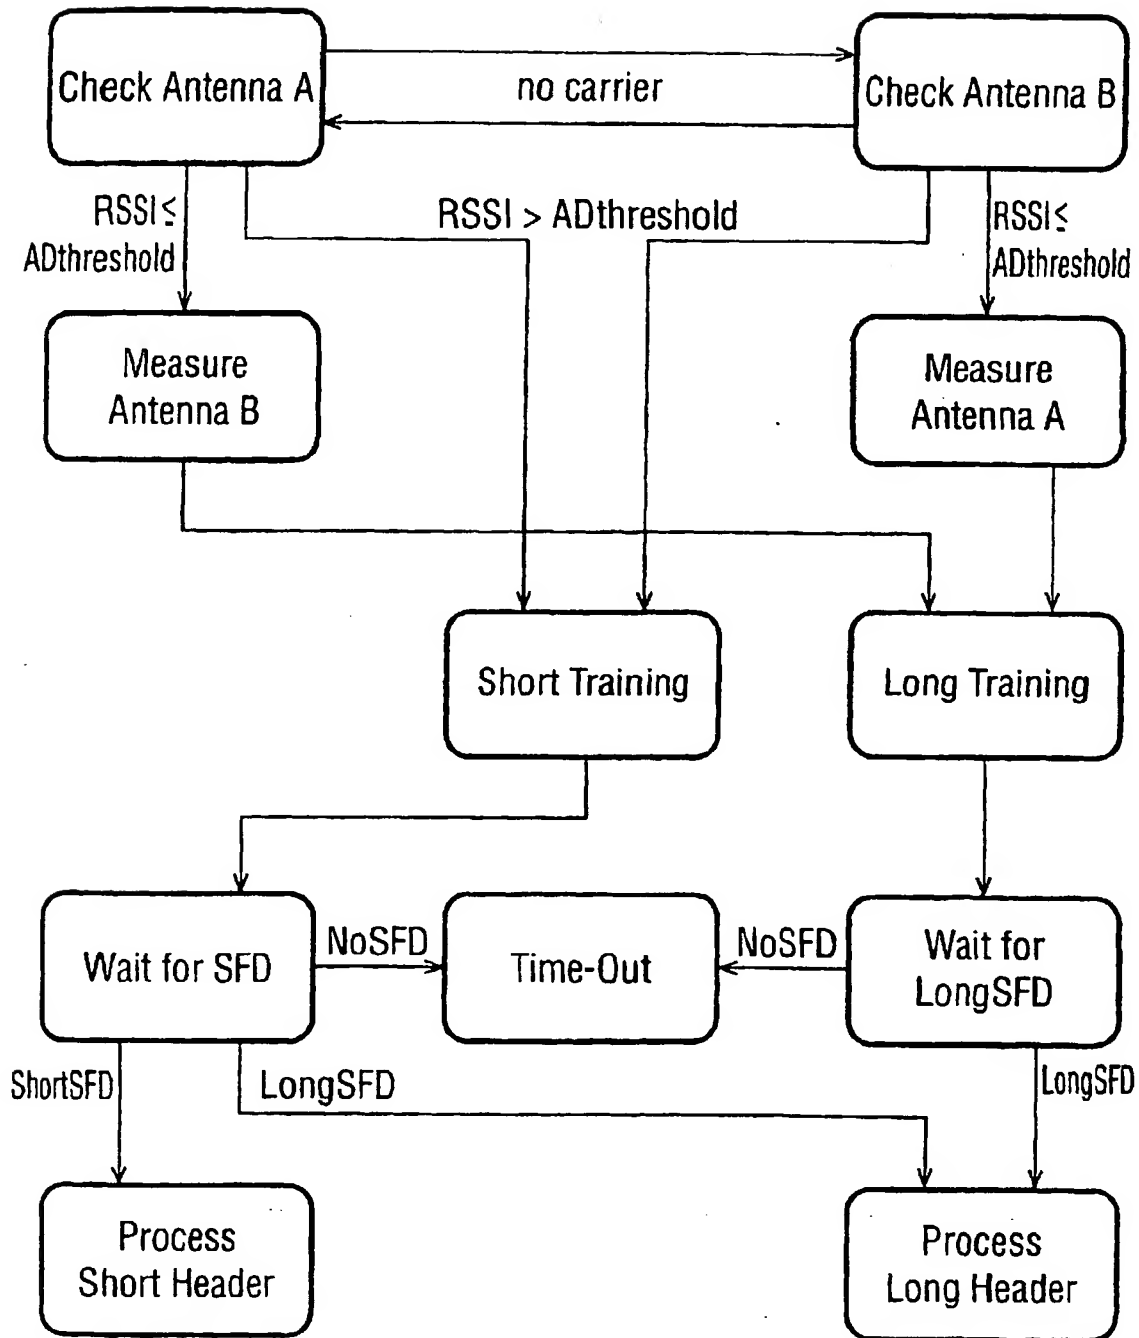 Check Antenna A
no carrier
Check Antenna B
RSSI ≤
ADthreshold
RSSI > ADthreshold
RSSI ≤
ADthreshold
Measure
Antenna B
Measure
Antenna A
Short Training
Long Training
Wait for SFD
NoSFD
Time-Out
NoSFD
Wait for
LongSFD
ShortSFD
LongSFD
LongSFD
Process
Short Header
Process
Long Header